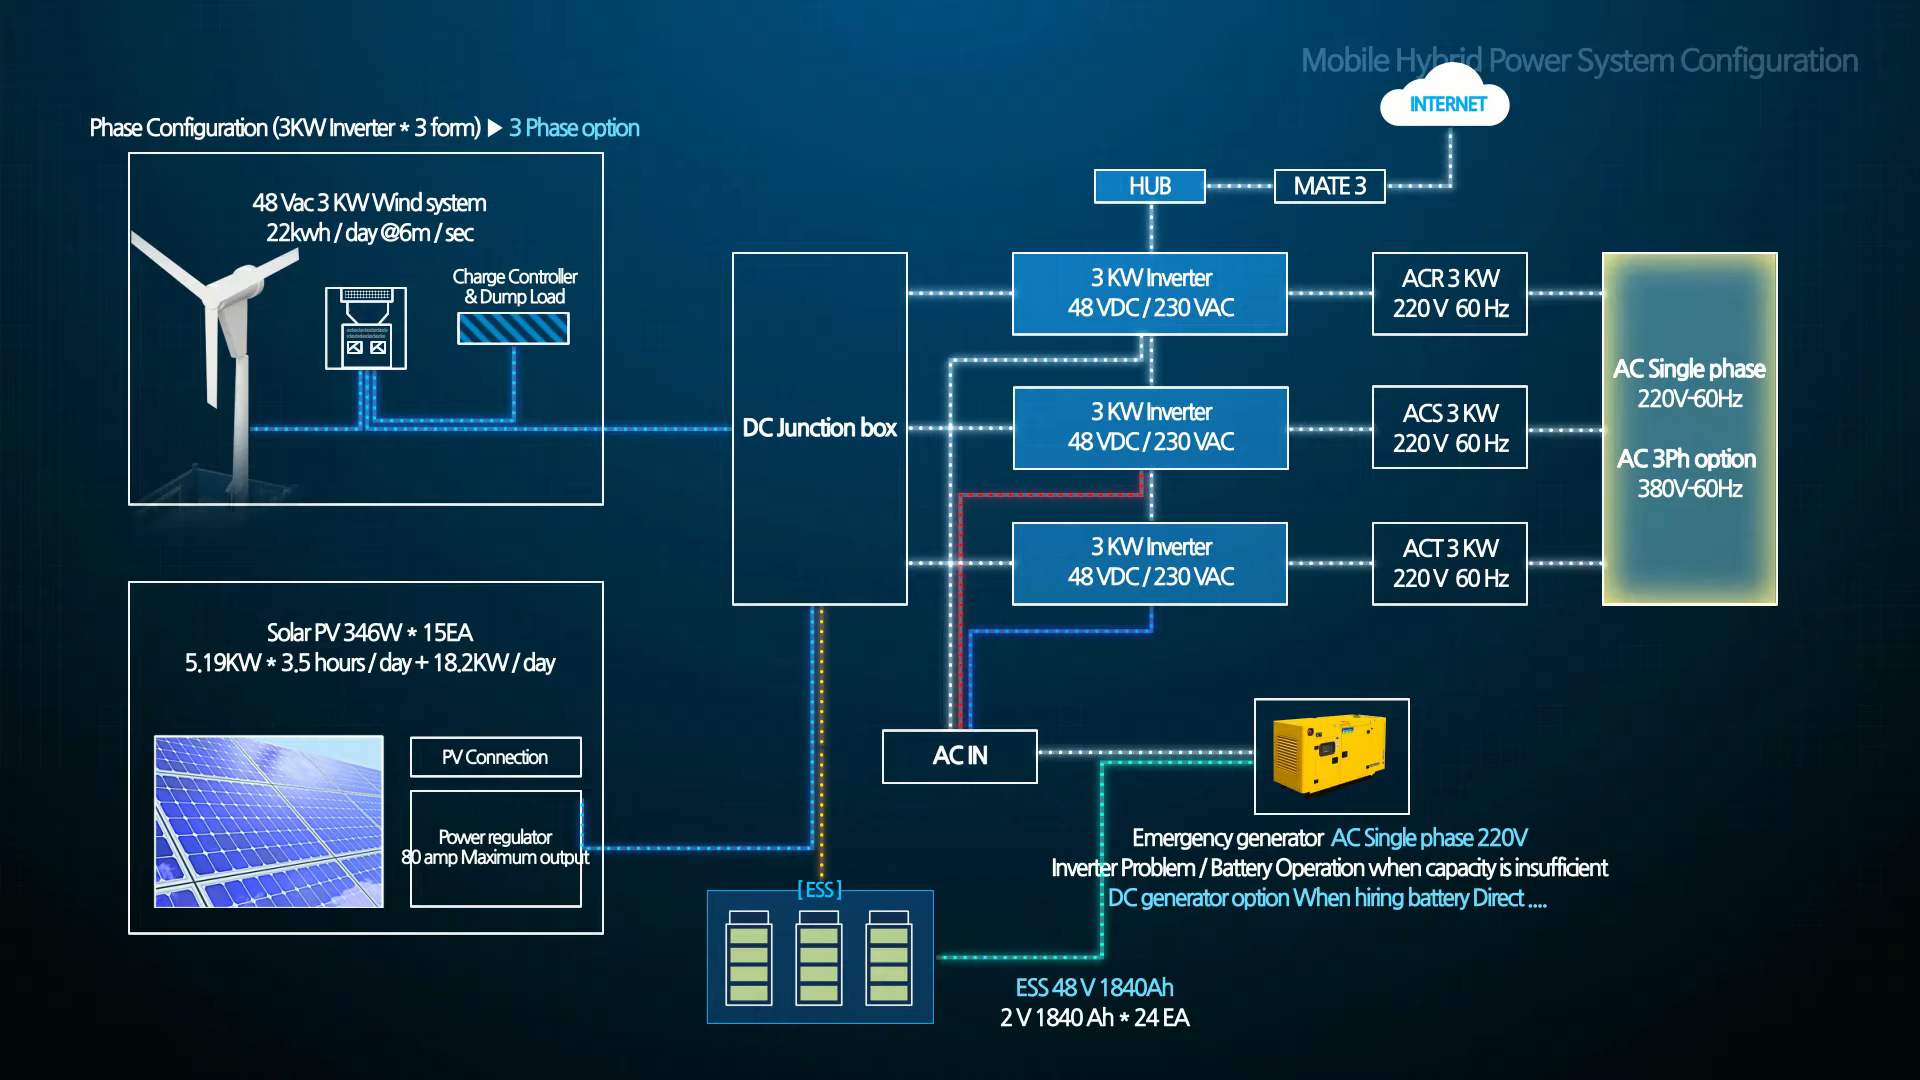 Mobile Hybrid Power System Configuration
INTERNET
Phase Configuration (3KW Inverter * 3 form) ▶ 3 Phase option
48 Vac 3 KW Wind system
22kwh / day @6m / sec
Charge Controller
& Dump Load
HUB
MATE 3
DC Junction box
3 KW Inverter
48 VDC / 230 VAC
ACR 3 KW
220 V 60 Hz
3 KW Inverter
48 VDC / 230 VAC
ACS 3 KW
220 V 60 Hz
3 KW Inverter
48 VDC / 230 VAC
ACT 3 KW
220 V 60 Hz
AC Single phase
220V-60Hz
AC 3Ph option
380V-60Hz
Solar PV 346W * 15EA
5.19KW * 3.5 hours / day + 18.2KW / day
PV Connection
Power regulator
80 amp Maximum output
AC IN
Emergency generator AC Single phase 220V
Inverter Problem / Battery Operation when capacity is insufficient
DC generator option When hiring battery Direct ....
[ ESS ]
ESS 48 V 1840Ah
2 V 1840 Ah * 24 EA